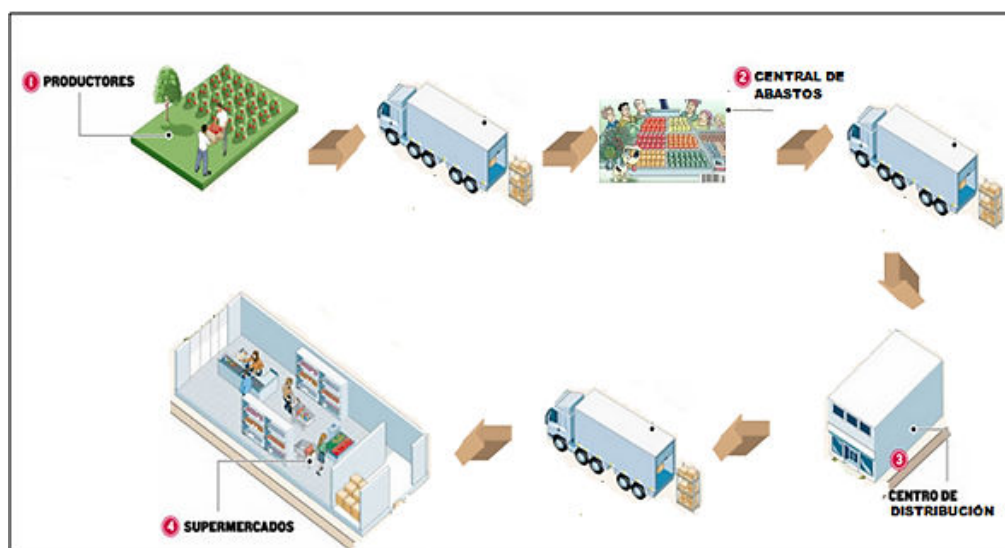 1 PRODUCTORES
2 CENTRAL DE
ABASTOS
3
CENTRO DE
DISTRIBUCIÓN
4 SUPERMERCADOS